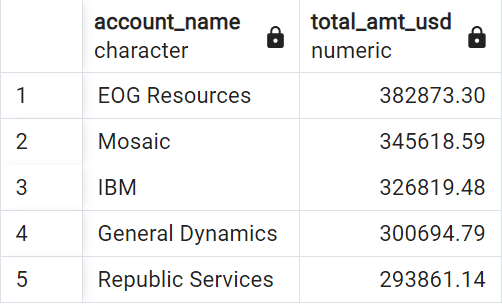 account_name total_amt_usd
character numeric
1 EOG Resources 382873.30
2 Mosaic 345618.59
3 IBM 326819.48
4 General Dynamics 300694.79
5 Republic Services 293861.14